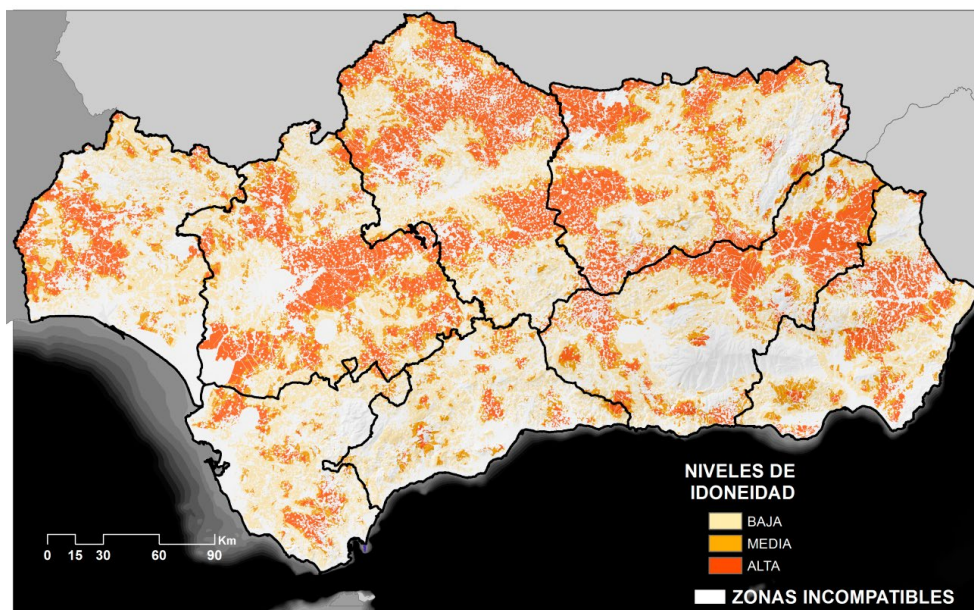 NIVELES DE
IDONEIDAD
BAJA
MEDIA
ALTA
ZONAS INCOMPATIBLES
Km
0 15 30 60 90